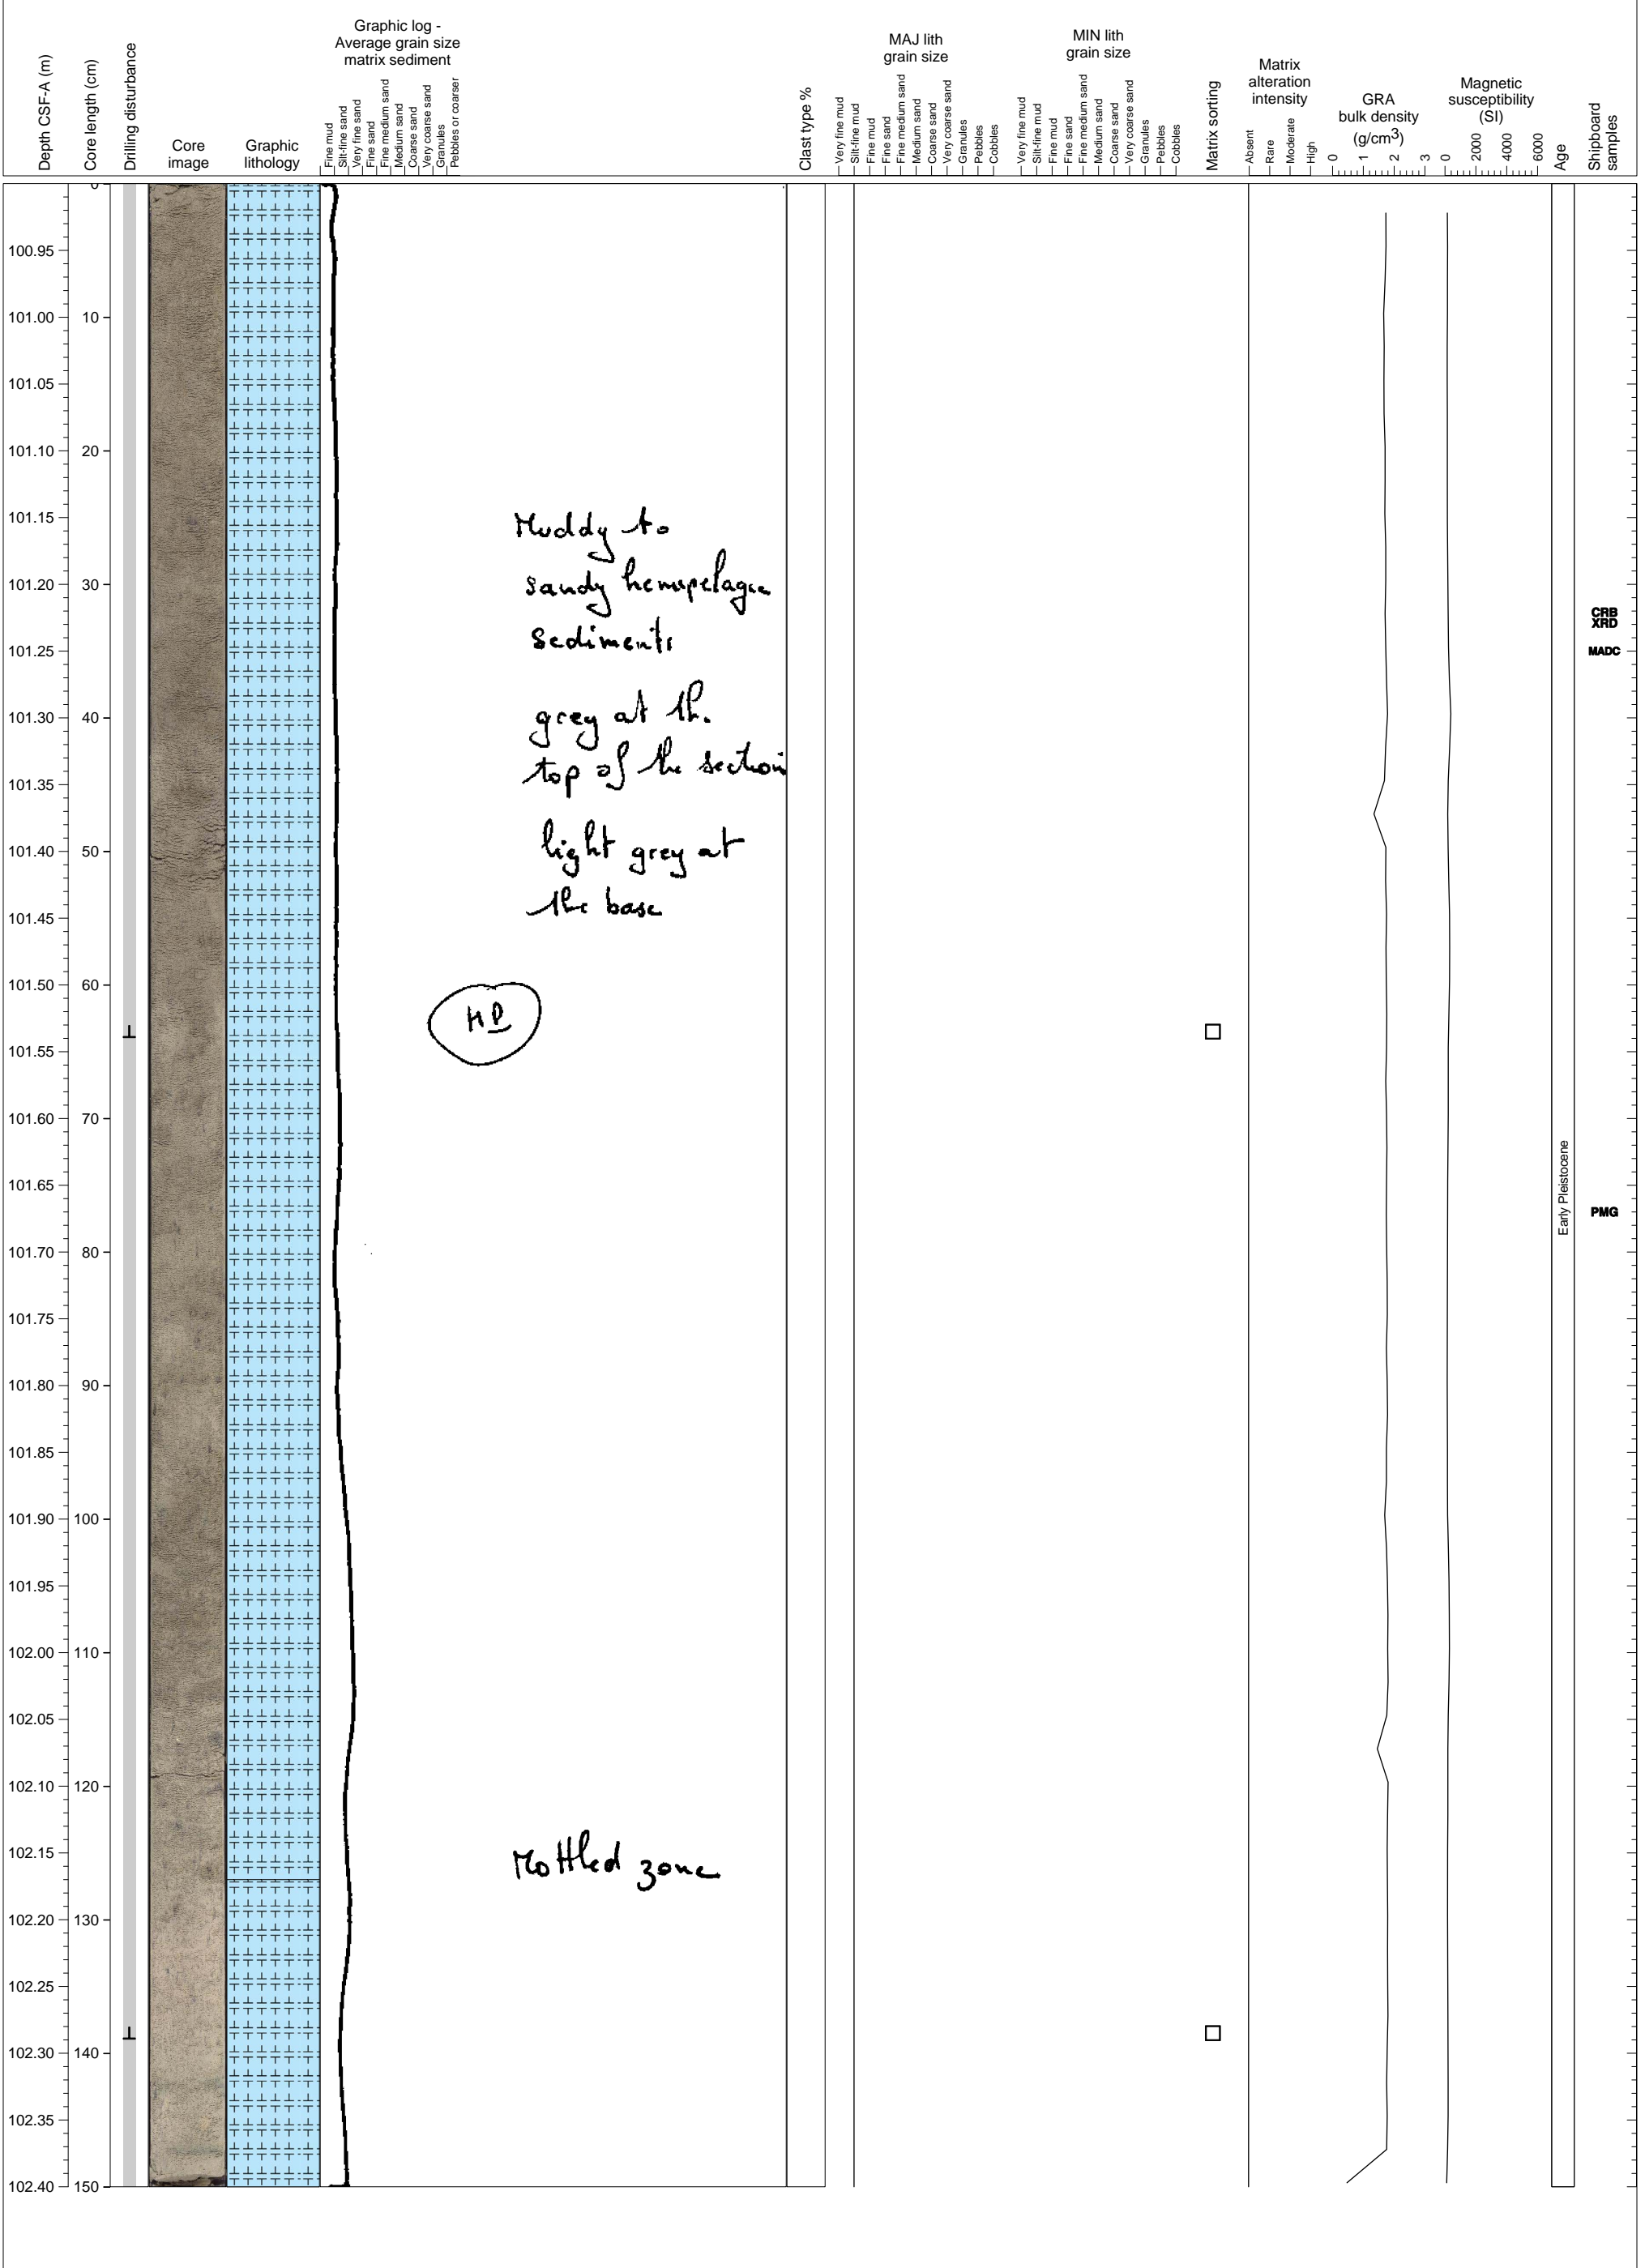 Graphic log -
Average grain size
matrix sediment
MAJ lith
grain size
MIN lith
grain size
Depth CSF-A (m)
Core length (cm)
Drilling disturbance
Core
image
Graphic
lithology
Fine mud
Silt-fine sand
Very fine sand
Fine sand
Fine medium sand
Medium sand
Coarse sand
Very coarse sand
Granules
Pebbles or coarser
Clast type %
Very fine mud
Silt-fine mud
Fine mud
Fine sand
Fine medium sand
Medium sand
Coarse sand
Very coarse sand
Granules
Pebbles
Cobbles
Very fine mud
Silt-fine mud
Fine mud
Fine sand
Fine medium sand
Medium sand
Coarse sand
Very coarse sand
Granules
Pebbles
Cobbles
Matrix sorting
Matrix
alteration
intensity
Absent
Rare
Moderate
High
GRA
bulk density
(g/cm3)
0 1 2 3
Magnetic
susceptibility
(SI)
0 2000 4000 6000
Age
Shipboard
samples
0
100.95
101.00 10
101.05
101.10 20
101.15
Muddy to
101.20 30
sandy hemipelagic
CRB
XRD
sediments
101.25
MADC
101.30 40
grey at the
top of the section
101.35
101.40 50
light grey at
the base
101.45
101.50 60
HP
101.55
101.60 70
101.65
Early Pleistocene
PMG
101.70 80
101.75
101.80 90
101.85
101.90 100
101.95
102.00 110
102.05
102.10 120
102.15
Mottled zone
102.20 130
102.25
102.30 140
102.35
102.40 150